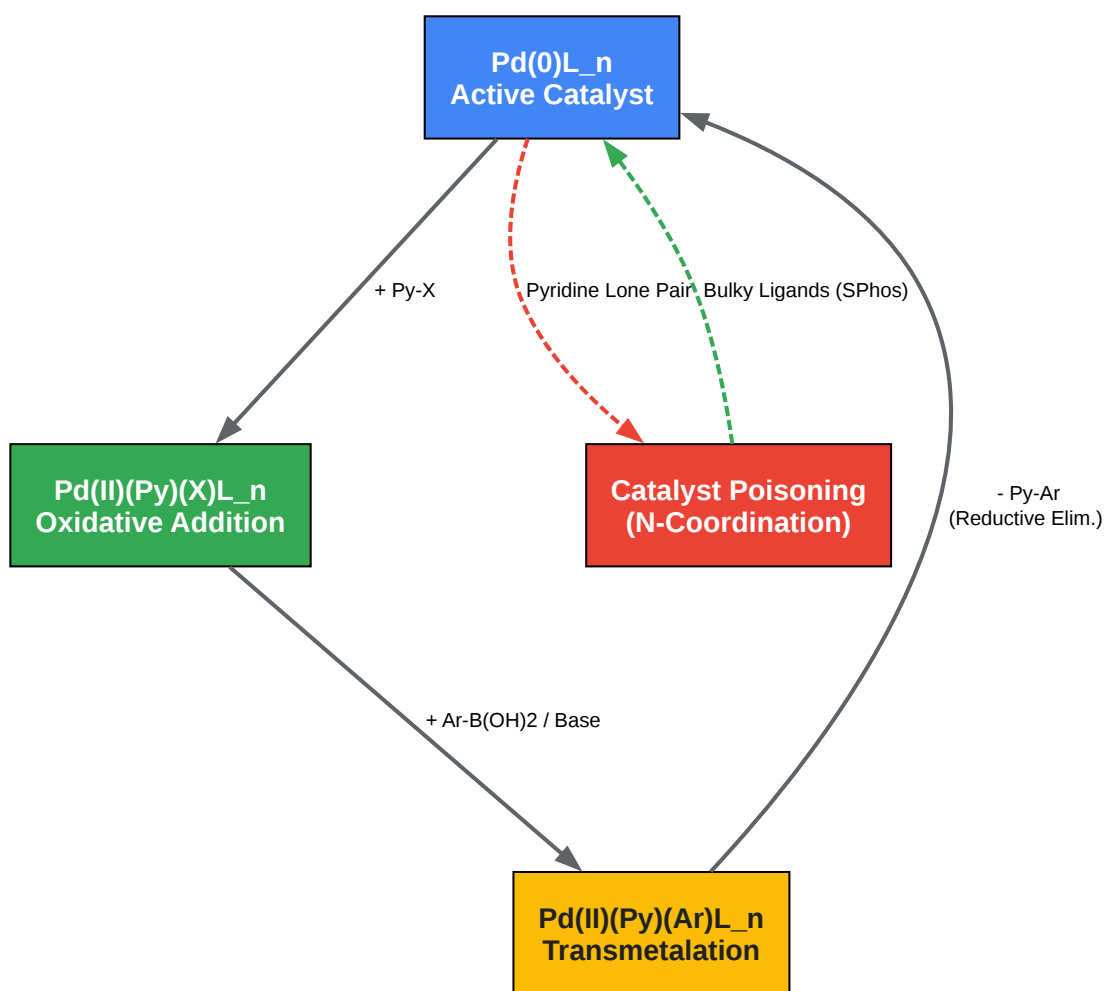 Pd(0)L_n
Active Catalyst
+ Py-X
Pyridine Lone Pair
Bulky Ligands (SPhos)
Pd(II)(Py)(X)L_n
Oxidative Addition
Catalyst Poisoning
(N-Coordination)
- Py-Ar
(Reductive Elim.)
+ Ar-B(OH)2 / Base
Pd(II)(Py)(Ar)L_n
Transmetalation